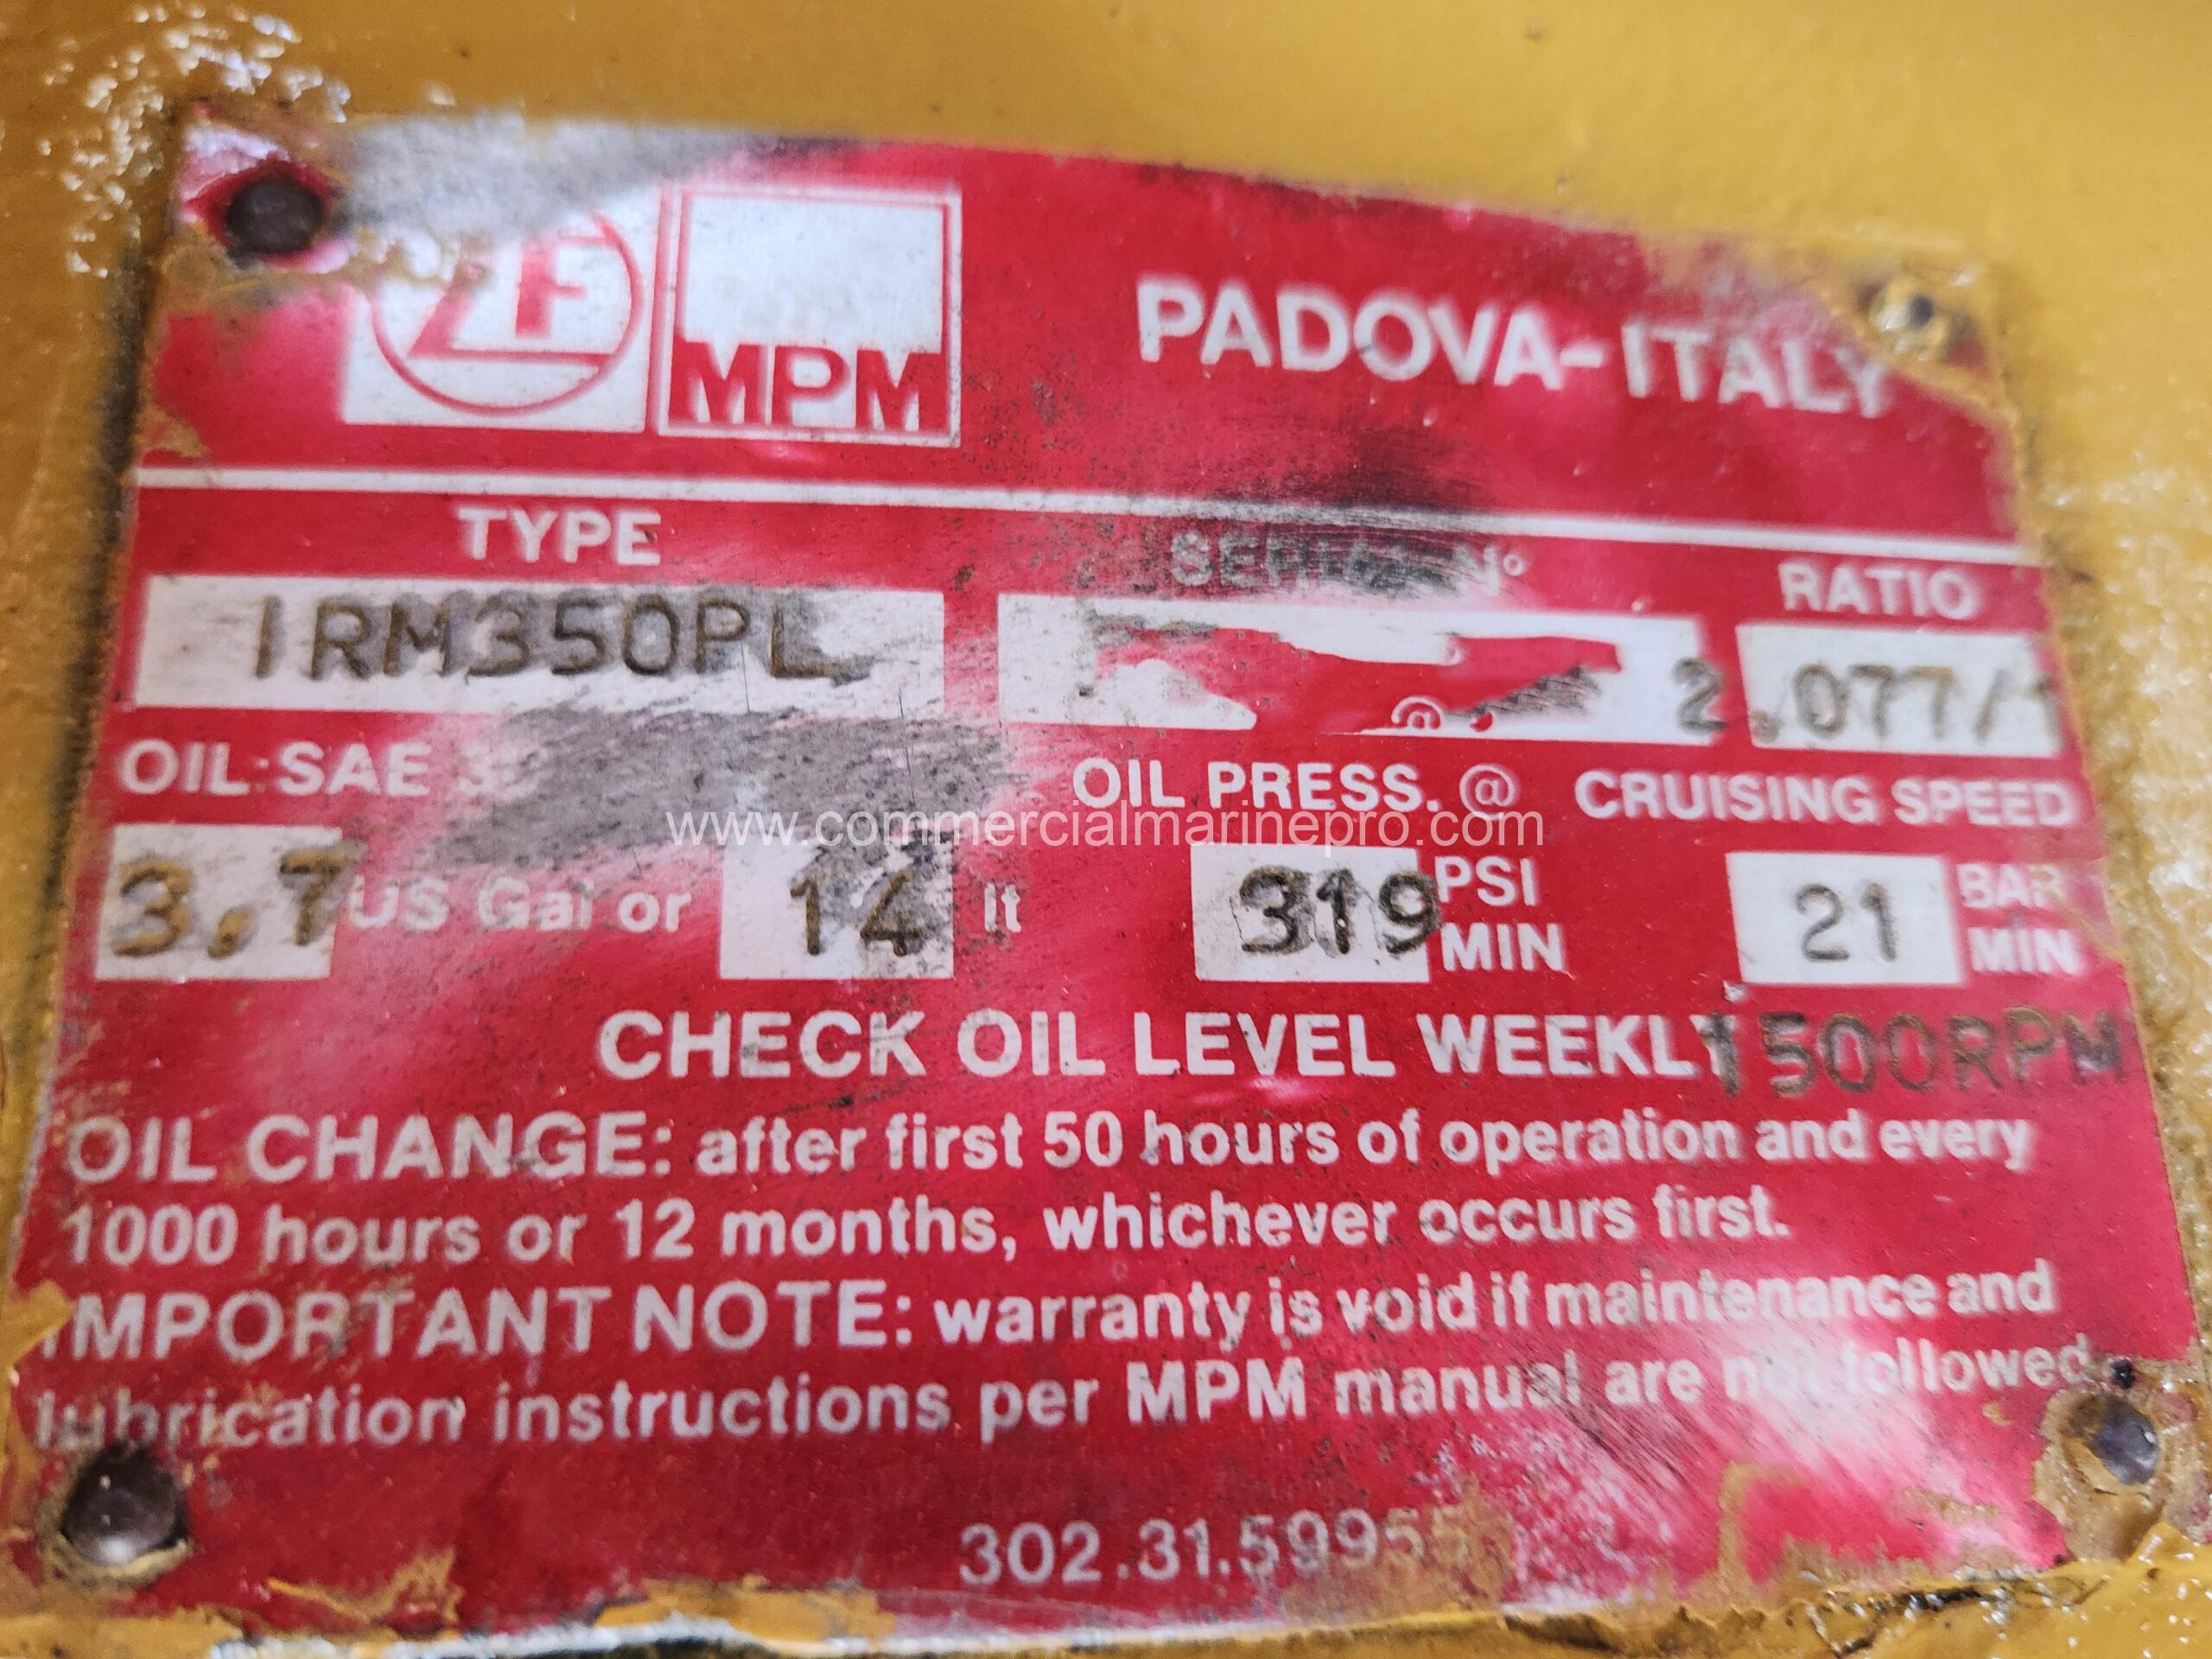 ZF MPM PADOVA-ITALY
TYPE SERIAL N° RATIO
IRM350PL 2.077/1
OIL:SAE OIL PRESS. @ CRUISING SPEED
www.commercialmarinepro.com
3.7 US Gal or 14 lt 319 PSI MIN 21 BAR MIN
CHECK OIL LEVEL WEEKLY 1500RPM
OIL CHANGE: after first 50 hours of operation and every
1000 hours or 12 months, whichever occurs first.
IMPORTANT NOTE: warranty is void if maintenance and
lubrication instructions per MPM manual are not followed.
302.31.59955